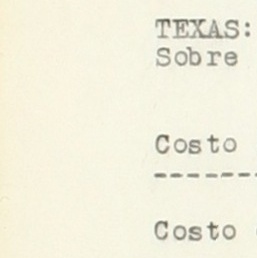 TEXAS:
Sobre
Costo
------
Costo